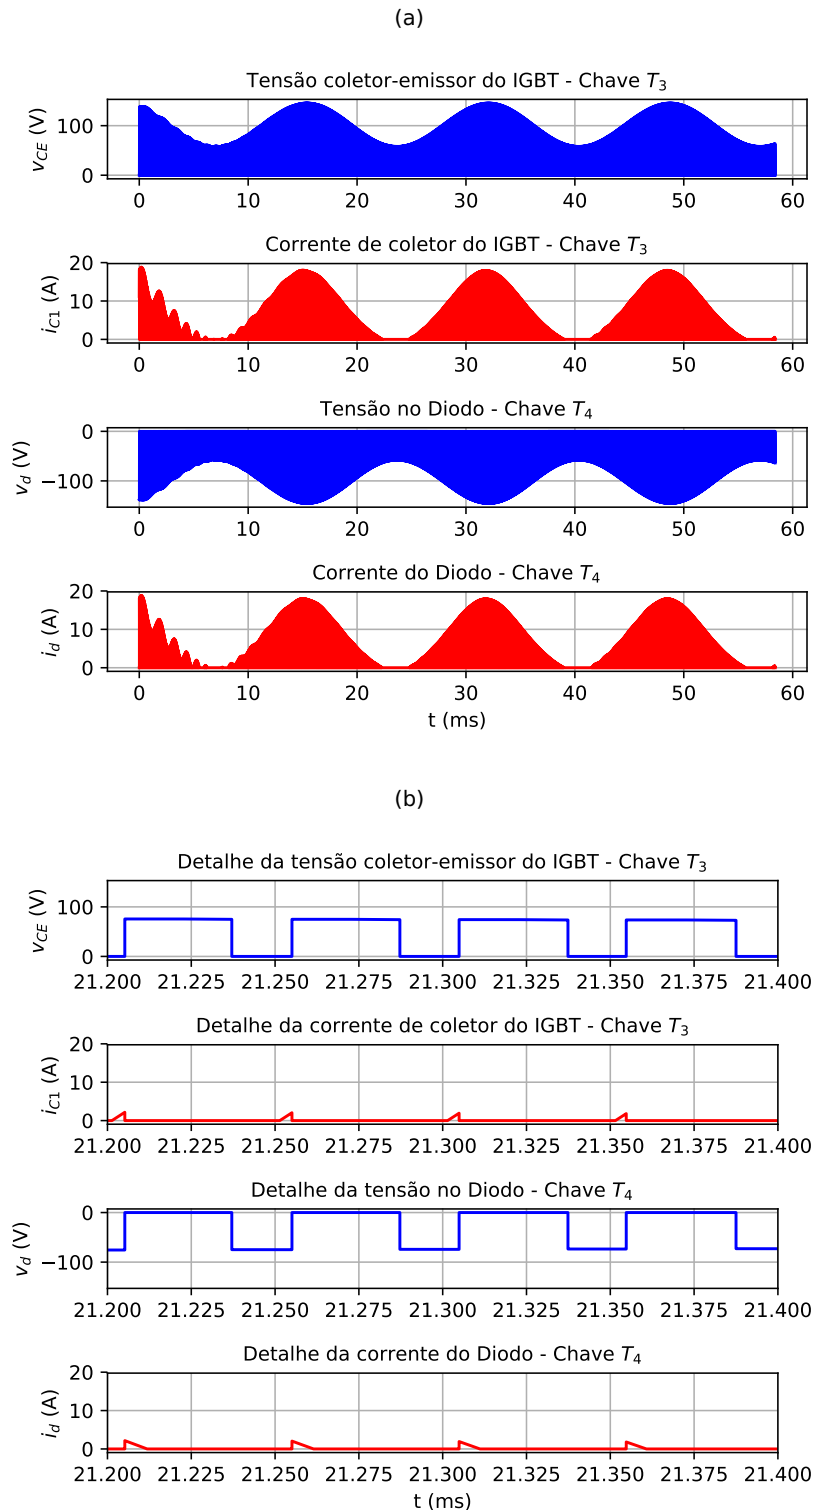 (a)
Tensão coletor-emissor do IGBT - Chave T3
vCE (V)
100
0
0 10 20 30 40 50 60
Corrente de coletor do IGBT - Chave T3
iC1 (A)
20
10
0
0 10 20 30 40 50 60
Tensão no Diodo - Chave T4
vd (V)
0
−100
0 10 20 30 40 50 60
Corrente do Diodo - Chave T4
id (A)
20
10
0
0 10 20 30 40 50 60
t (ms)
(b)
Detalhe da tensão coletor-emissor do IGBT - Chave T3
vCE (V)
100
0
21.200 21.225 21.250 21.275 21.300 21.325 21.350 21.375 21.400
Detalhe da corrente de coletor do IGBT - Chave T3
iC1 (A)
20
10
0
21.200 21.225 21.250 21.275 21.300 21.325 21.350 21.375 21.400
Detalhe da tensão no Diodo - Chave T4
vd (V)
0
−100
21.200 21.225 21.250 21.275 21.300 21.325 21.350 21.375 21.400
Detalhe da corrente do Diodo - Chave T4
id (A)
20
10
0
21.200 21.225 21.250 21.275 21.300 21.325 21.350 21.375 21.400
t (ms)